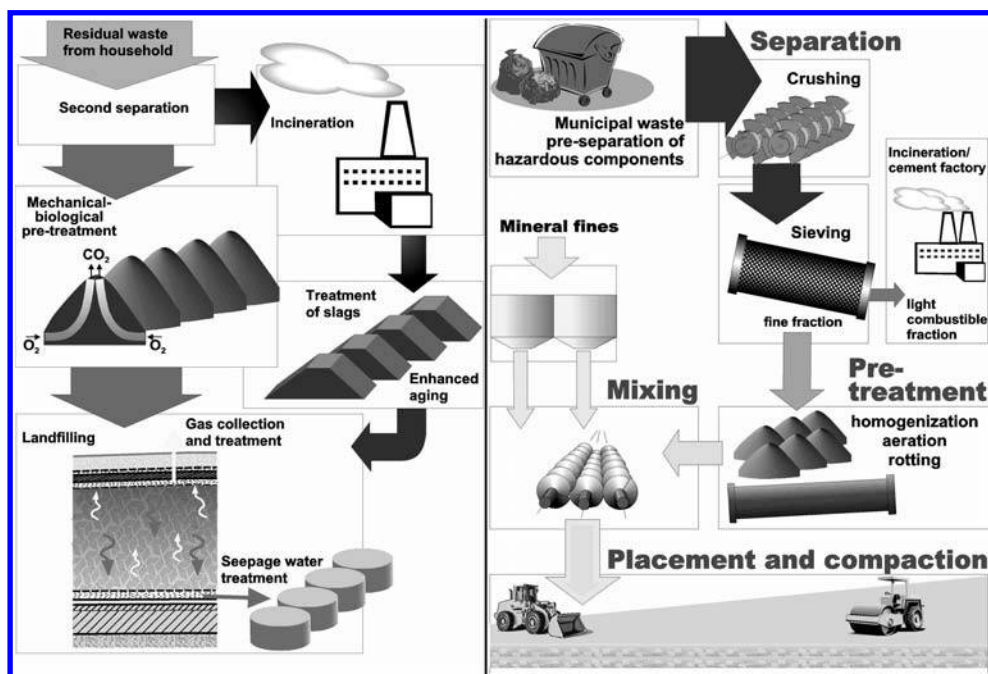 Residual waste
from household
Second separation
Incineration
Mechanical-
biological
pre-treatment
CO₂
O₂
O₂
Treatment
of slags
Enhanced
aging
Landfilling
Gas collection
and treatment
Seepage water
treatment
Separation
Municipal waste
pre-separation of
hazardous components
Crushing
Incineration/
cement factory
Sieving
fine fraction
light
combustible
fraction
Mineral fines
Mixing
Pre-
treatment
homogenization
aeration
rotting
Placement and compaction